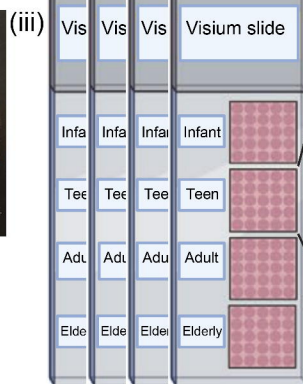 (iii)
Vis Vis Vis Visium slide
Infa Infa Infa Infant
Tee Tee Tee Teen
Adu Adu Adu Adult
Elde Elde Elder Elderly